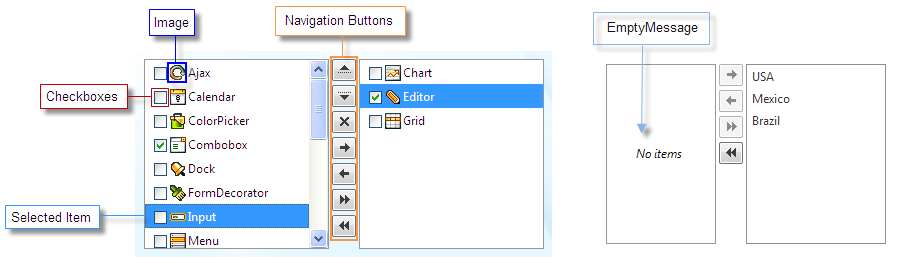 Image
Navigation Buttons
EmptyMessage
Checkboxes
Selected Item
Ajax
Calendar
ColorPicker
Combobox
Dock
FormDecorator
Input
Menu
Chart
Editor
Grid
No items
USA
Mexico
Brazil